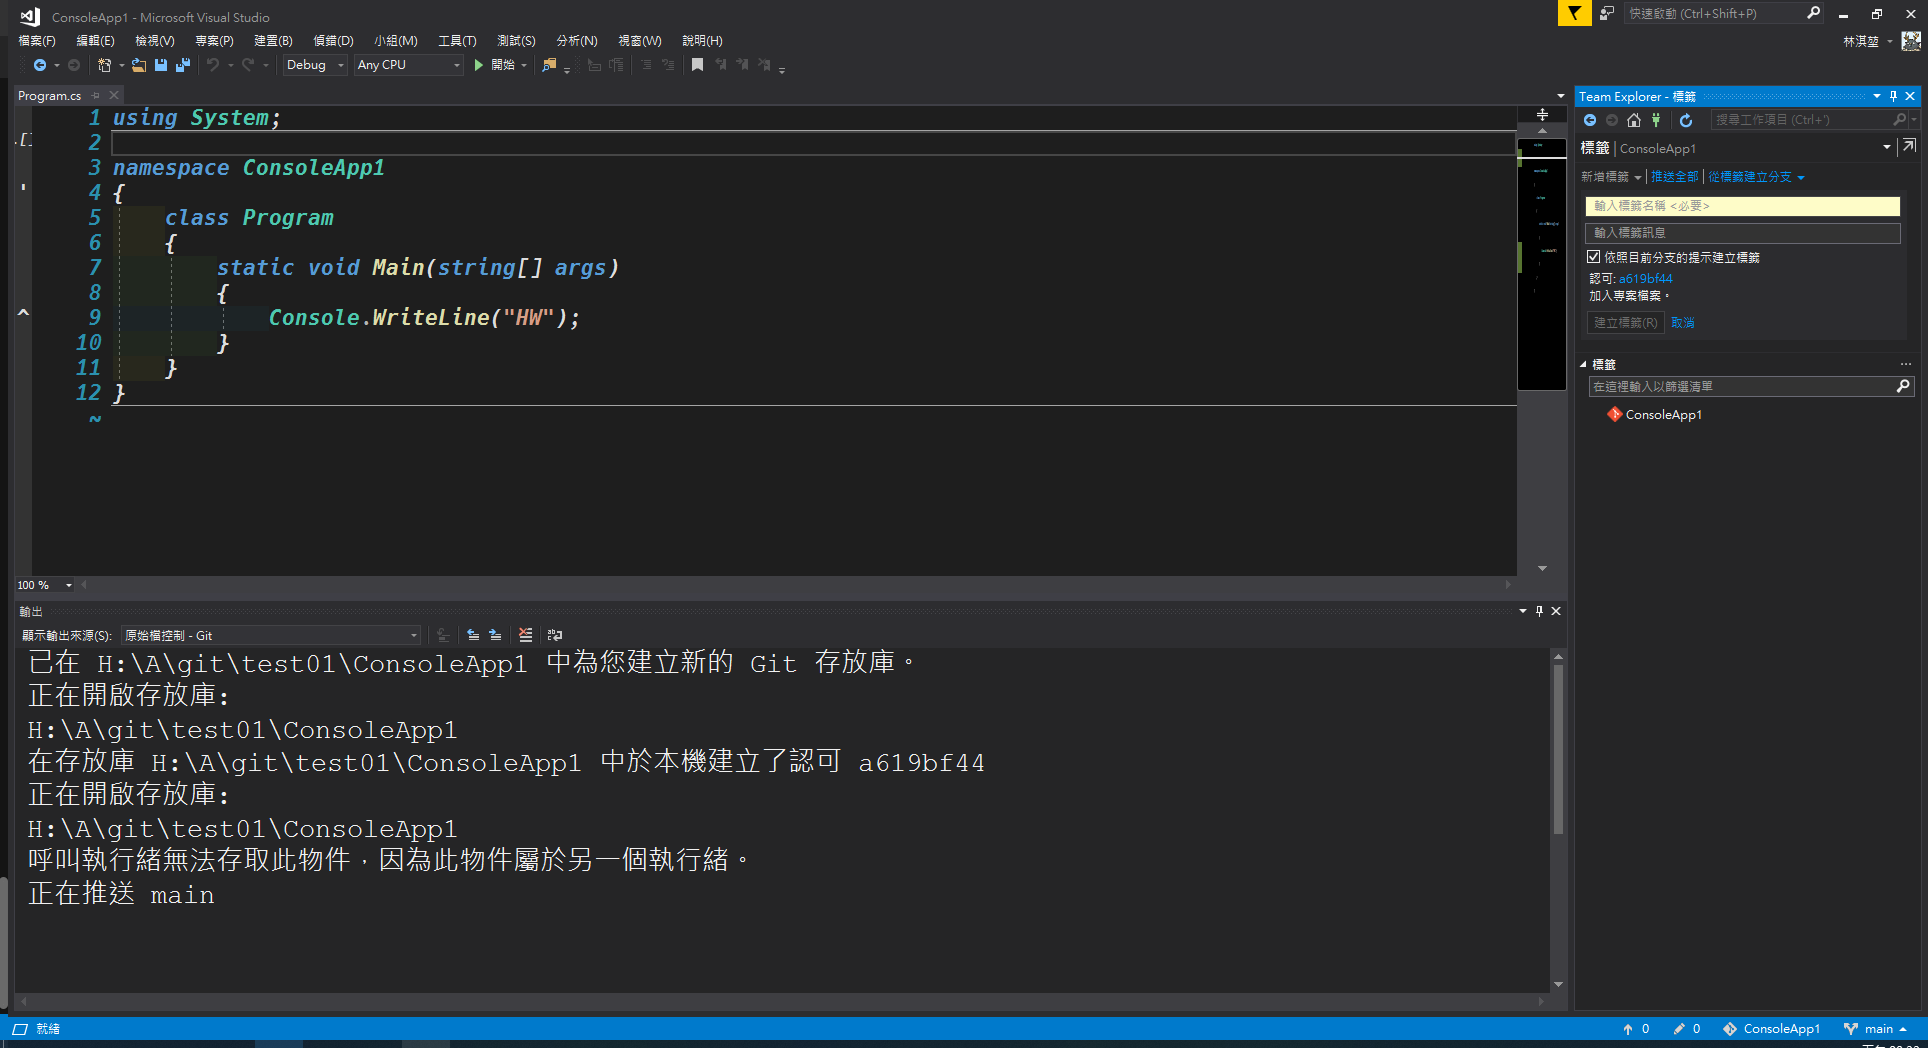 ConsoleApp1 - Microsoft Visual Studio
快速啟動 (Ctrl+Shift+P)
檔案(F) 編輯(E) 檢視(V) 專案(P) 建置(B) 偵錯(D) 小組(M) 工具(T) 測試(S) 分析(N) 視窗(W) 說明(H)
林淇堃
Debug Any CPU 開始
Program.cs
1 using System;
2
3 namespace ConsoleApp1
4 {
5 class Program
6 {
7 static void Main(string[] args)
8 {
9 Console.WriteLine("HW");
10 }
11 }
12 }
~
100 %
輸出
顯示輸出來源(S): 原始檔控制 - Git
已在 H:\A\git\test01\ConsoleApp1 中為您建立新的 Git 存放庫。
正在開啟存放庫:
H:\A\git\test01\ConsoleApp1
在存放庫 H:\A\git\test01\ConsoleApp1 中於本機建立了認可 a619bf44
正在開啟存放庫:
H:\A\git\test01\ConsoleApp1
呼叫執行緒無法存取此物件，因為此物件屬於另一個執行緒。
正在推送 main
Team Explorer - 標籤
搜尋工作項目 (Ctrl+')
標籤 | ConsoleApp1
新增標籤 | 推送全部 | 從標籤建立分支
輸入標籤名稱 <必要>
輸入標籤訊息
依照目前分支的提示建立標籤
認可: a619bf44
加入專案檔案。
建立標籤(R) 取消
標籤
在這裡輸入以篩選清單
ConsoleApp1
就緒
0 0 ConsoleApp1 main